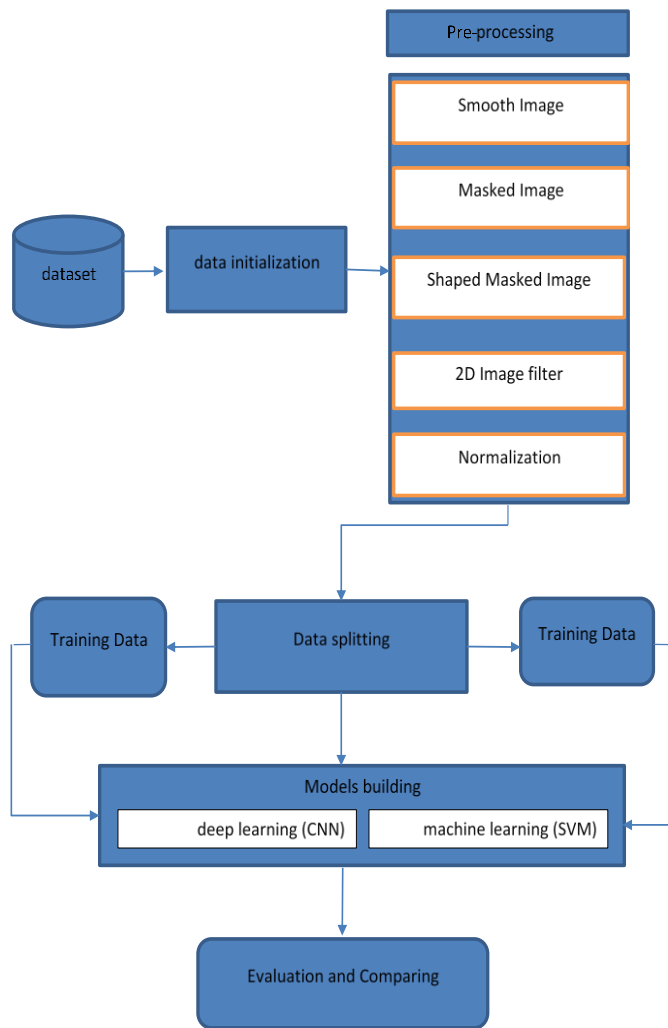 Pre-processing
Smooth Image
Masked Image
Shaped Masked Image
2D Image filter
Normalization
dataset
data initialization
Training Data
Data splitting
Training Data
Models building
deep learning (CNN)
machine learning (SVM)
Evaluation and Comparing